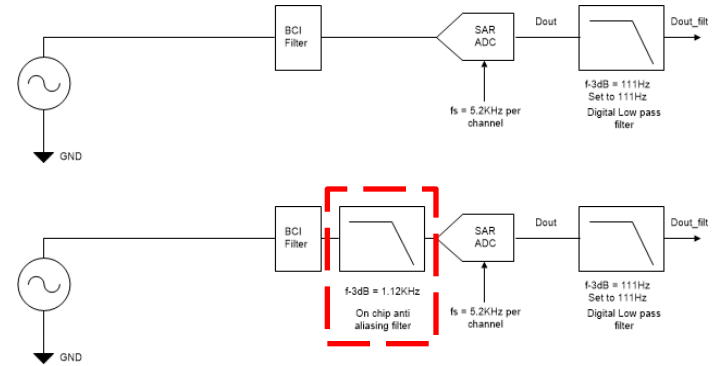 BCI
Filter
SAR
ADC
Dout
Dout_filt
f-3dB = 111Hz
Set to 111Hz
Digital Low pass
filter
fs = 5.2KHz per
channel
GND
BCI
Filter
SAR
ADC
Dout
Dout_filt
f-3dB = 1.12KHz
On chip anti
aliasing filter
f-3dB = 111Hz
Set to 111Hz
Digital Low pass
filter
fs = 5.2KHz per
channel
GND